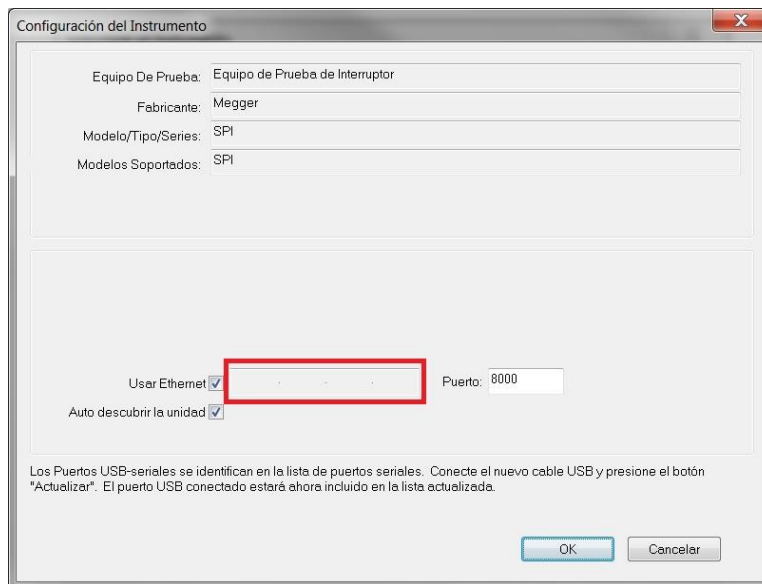 Configuración del Instrumento
Equipo De Prueba: Equipo de Prueba de Interruptor
Fabricante: Megger
Modelo/Tipo/Series: SPI
Modelos Soportados: SPI
Usar Ethernet . . . Puerto: 8000
Auto descubrir la unidad
Los Puertos USB-seriales se identifican en la lista de puertos seriales. Conecte el nuevo cable USB y presione el botón
"Actualizar". El puerto USB conectado estará ahora incluido en la lista actualizada.
OK Cancelar